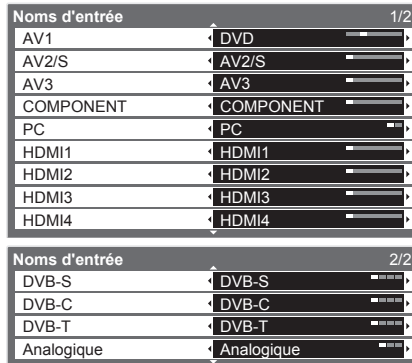 Noms d'entrée 1/2
AV1 DVD
AV2/S AV2/S
AV3 AV3
COMPONENT COMPONENT
PC PC
HDMI1 HDMI1
HDMI2 HDMI2
HDMI3 HDMI3
HDMI4 HDMI4
Noms d'entrée 2/2
DVB-S DVB-S
DVB-C DVB-C
DVB-T DVB-T
Analogique Analogique